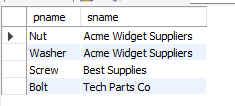 pname sname
Nut Acme Widget Suppliers
Washer Acme Widget Suppliers
Screw Best Supplies
Bolt Tech Parts Co